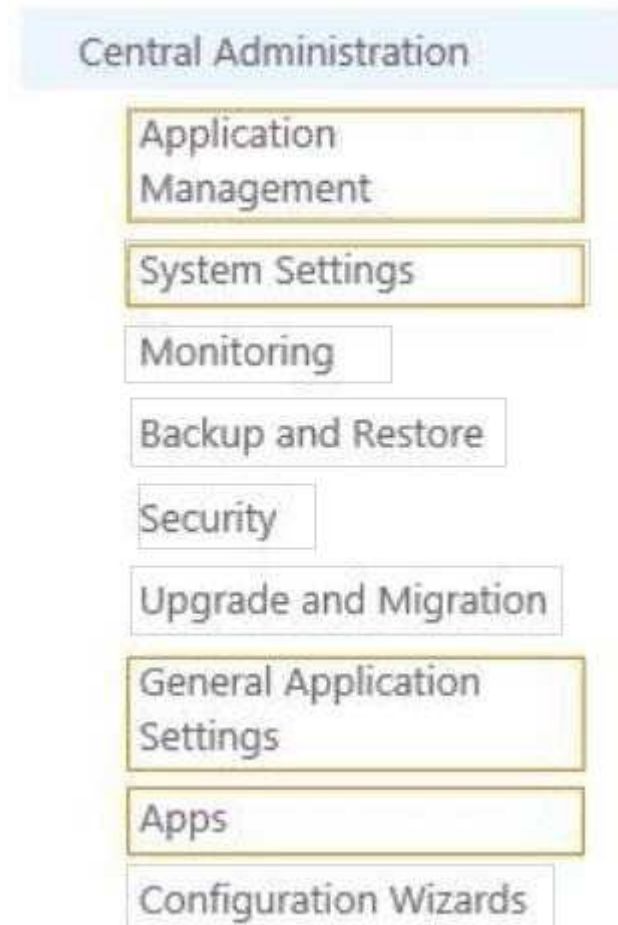 Central Administration
Application
Management
System Settings
Monitoring
Backup and Restore
Security
Upgrade and Migration
General Application
Settings
Apps
Configuration Wizards